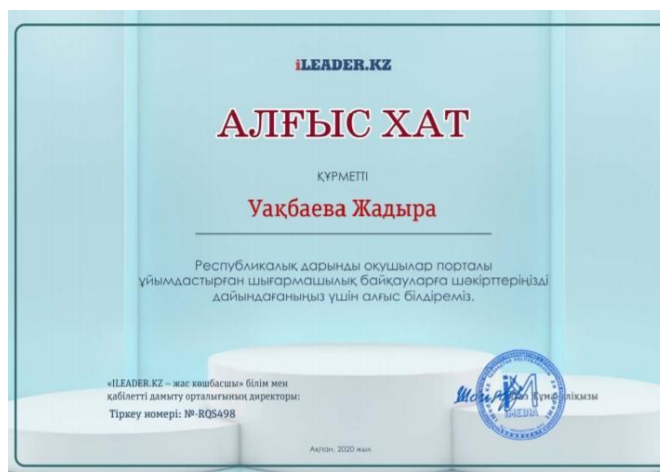 iLEADER.KZ
АЛҒЫС ХАТ
ҚҰРМЕТТІ
Уақбаева Жадыра
Республикалық дарынды оқушылар порталы
ұйымдастырған шығармашылық байқауларға шәкірттеріңізді
дайындағаныңыз үшін алғыс білдіреміз.
«ILEADER.KZ – жас көшбасшы» білім мен
қабілетті дамыту орталығының директоры:
Тіркеу номері: №-RQS498
IMEDIA
Ақпан, 2020 жыл